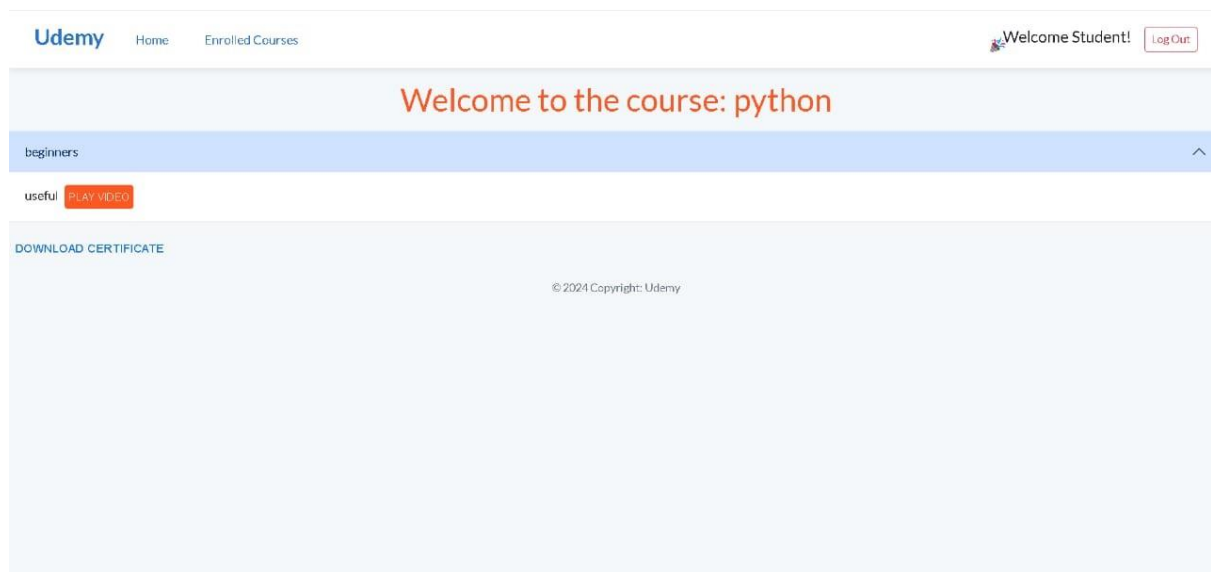 Udemy Home Enrolled Courses 🎉Welcome Student! Log Out
Welcome to the course: python
beginners
useful PLAY VIDEO
DOWNLOAD CERTIFICATE
© 2024 Copyright: Udemy